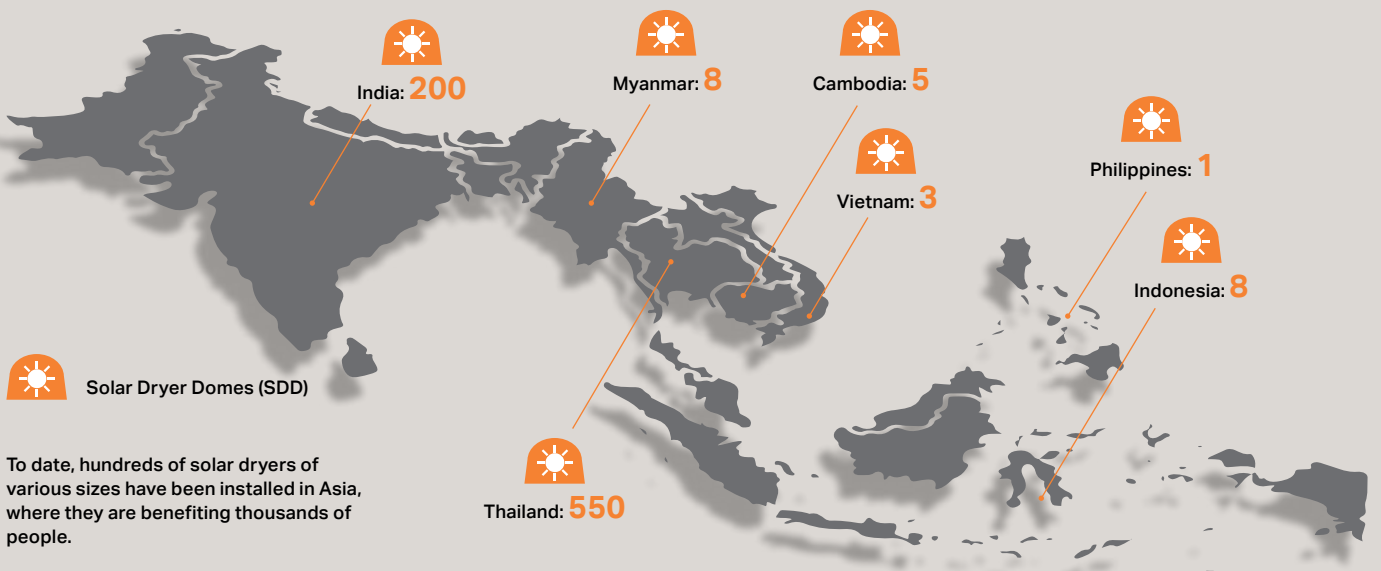 India: 200
Myanmar: 8
Cambodia: 5
Vietnam: 3
Philippines: 1
Indonesia: 8
Thailand: 550
Solar Dryer Domes (SDD)
To date, hundreds of solar dryers of
various sizes have been installed in Asia,
where they are benefiting thousands of
people.